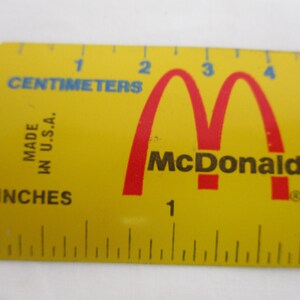 1 2 3 4
CENTIMETERS
MADE
IN U.S.A.
McDonald
®
INCHES
1